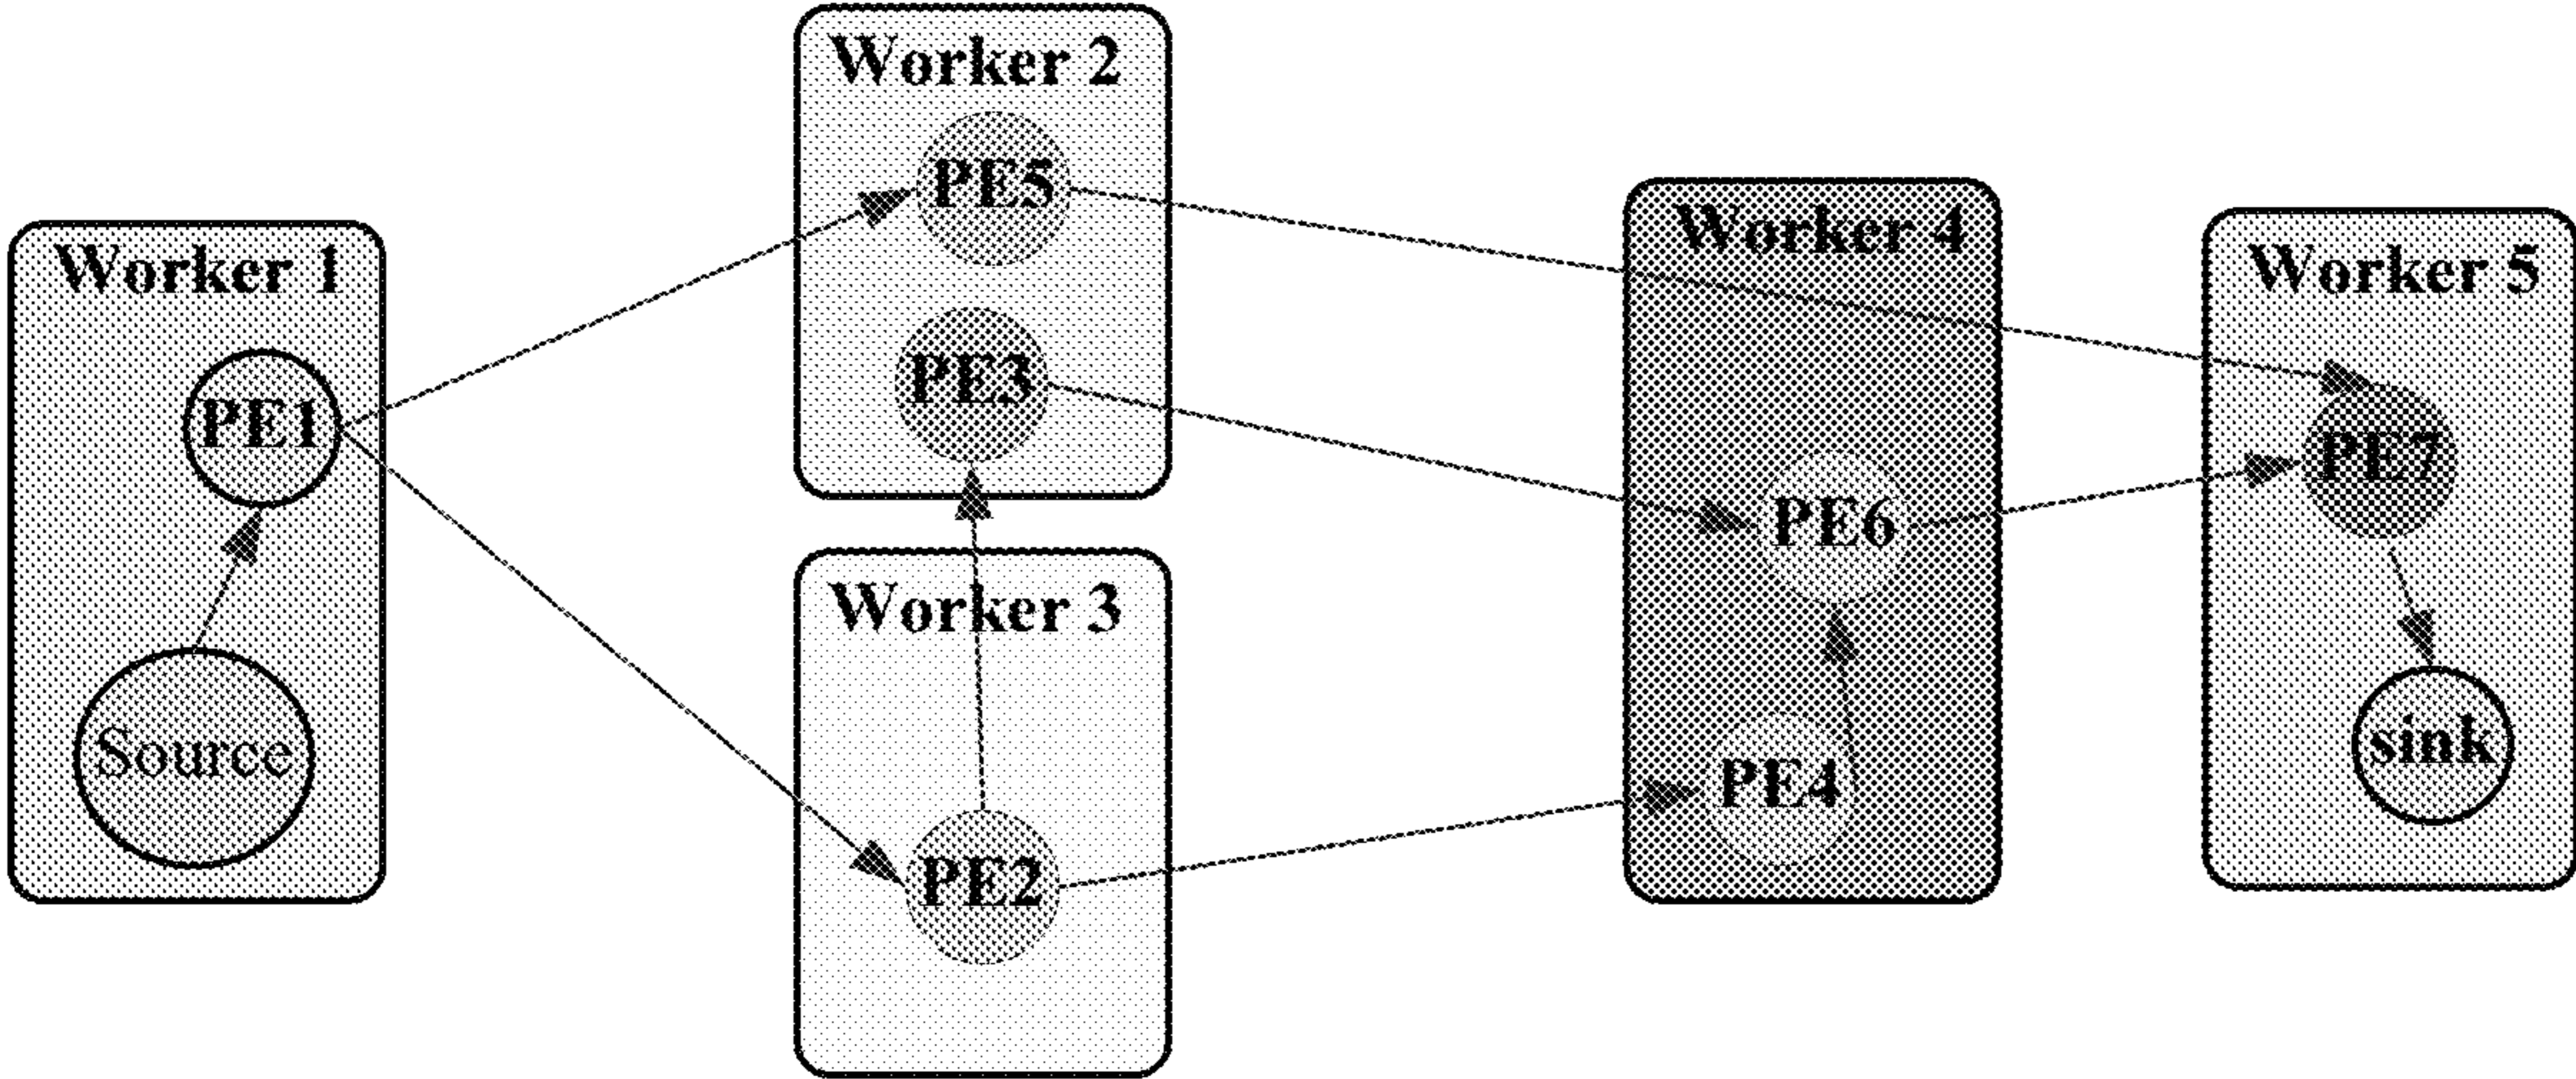 Worker 1
PE1
Source
Worker 2
PE5
PE3
Worker 3
PE2
Worker 4
PE6
PE4
Worker 5
PE7
sink